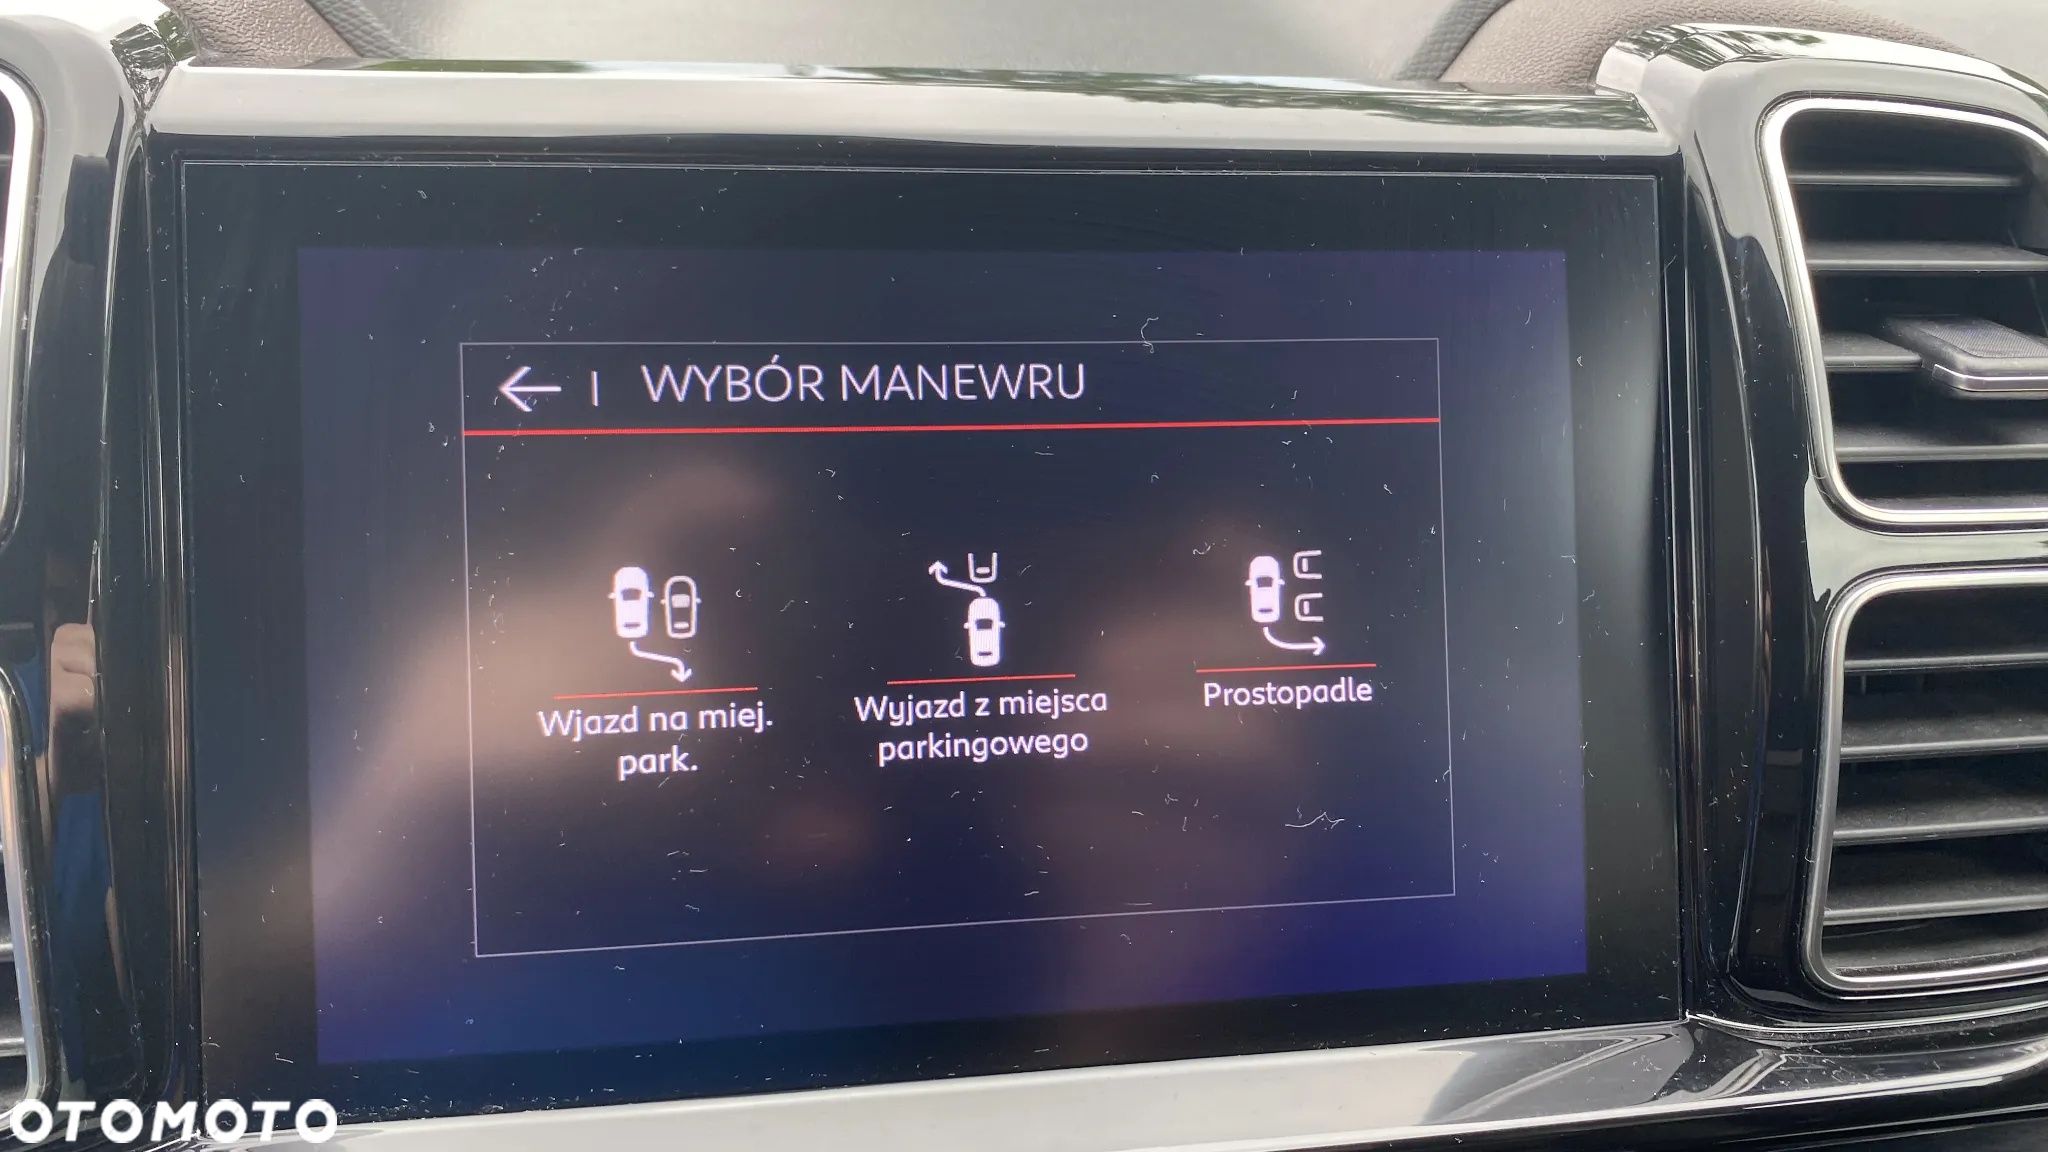 WYBÓR MANEWRU
Wjazd na miej.
park.
Wyjazd z miejsca
parkingowego
Prostopadle
OTOMOTO